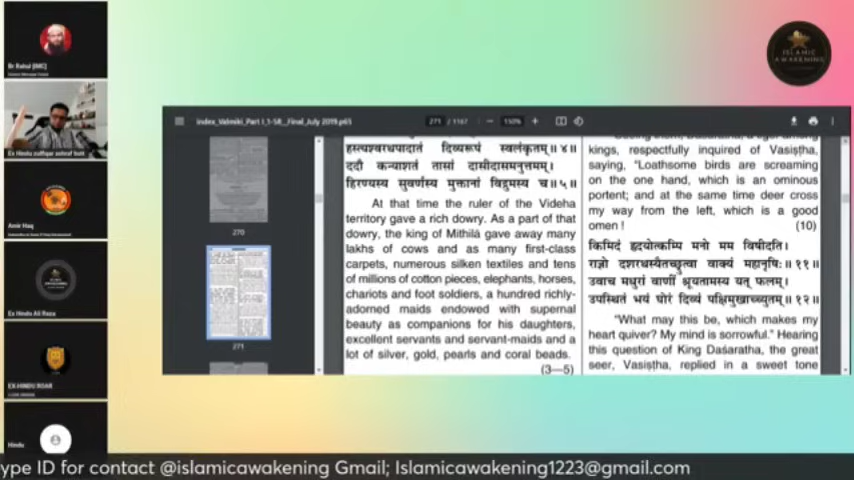 Br Rahul [IMC]
Ex Hindu zulfiqar ashraf butt
Amir Haq
Ex Hindu Ali Raza
EX.HINDU ROAR
Hindu
ISLAMIC
AWAKENING
index_Valmiki_Part I_1-58__Final_July 2019.p65
271 / 1167
150%
270
271
हस्त्यश्वरथपादातं दिव्यरूपं स्वलंकृतम्॥ ४॥
ददौ कन्याशतं तासां दासीदासमनुत्तमम्।
हिरण्यस्य सुवर्णस्य मुक्तानां विद्रुमस्य च॥ ५॥
At that time the ruler of the Videha
territory gave a rich dowry. As a part of that
dowry, the king of Mithilā gave away many
lakhs of cows and as many first-class
carpets, numerous silken textiles and tens
of millions of cotton pieces, elephants, horses,
chariots and foot soldiers, a hundred richly-
adorned maids endowed with supernal
beauty as companions for his daughters,
excellent servants and servant-maids and a
lot of silver, gold, pearls and coral beads.
(3—5)
kings, respectfully inquired of Vasiṣṭha,
saying, “Loathsome birds are screaming
on the one hand, which is an ominous
portent; and at the same time deer cross
my way from the left, which is a good
omen ! (10)
किमिदं हृदयोत्कम्पि मनो मम विषीदति।
राज्ञो दशरथस्यैतच्छ्रुत्वा वाक्यं महानृषिः॥ ११॥
उवाच मधुरां वाणीं श्रूयतामस्य यत् फलम्।
उपस्थितं भयं घोरं दिव्यं पक्षिमुखाच्च्युतम्॥ १२॥
“What may this be, which makes my
heart quiver? My mind is sorrowful.” Hearing
this question of King Daśaratha, the great
seer, Vasiṣṭha, replied in a sweet tone
ype ID for contact @islamicawakening Gmail; Islamicawakening1223@gmail.com